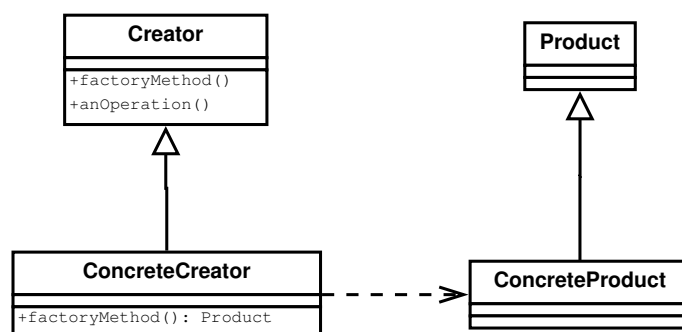 Creator
+factoryMethod()
+anOperation()
Product
ConcreteCreator
+factoryMethod(): Product
ConcreteProduct